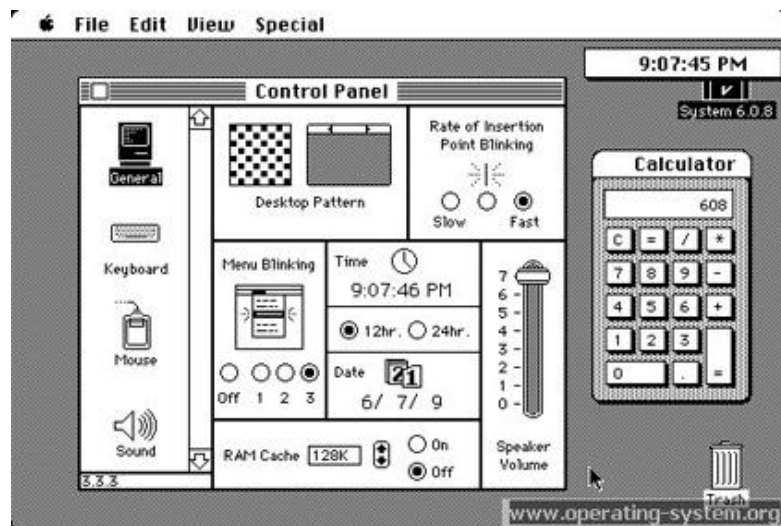 File Edit View Special
9:07:45 PM
System 6.0.8
Control Panel
General
Keyboard
Mouse
Sound
3.3.3
Desktop Pattern
Rate of Insertion
Point Blinking
Slow Fast
Menu Blinking
Off 1 2 3
Time
9:07:46 PM
12hr. 24hr.
Date
21
6/ 7/ 9
7
6
5
4
3
2
1
0
Speaker
Volume
RAM Cache 128K
On
Off
Calculator
608
C = / *
7 8 9 -
4 5 6 +
1 2 3
0 . =
Trash
www.operating-system.org